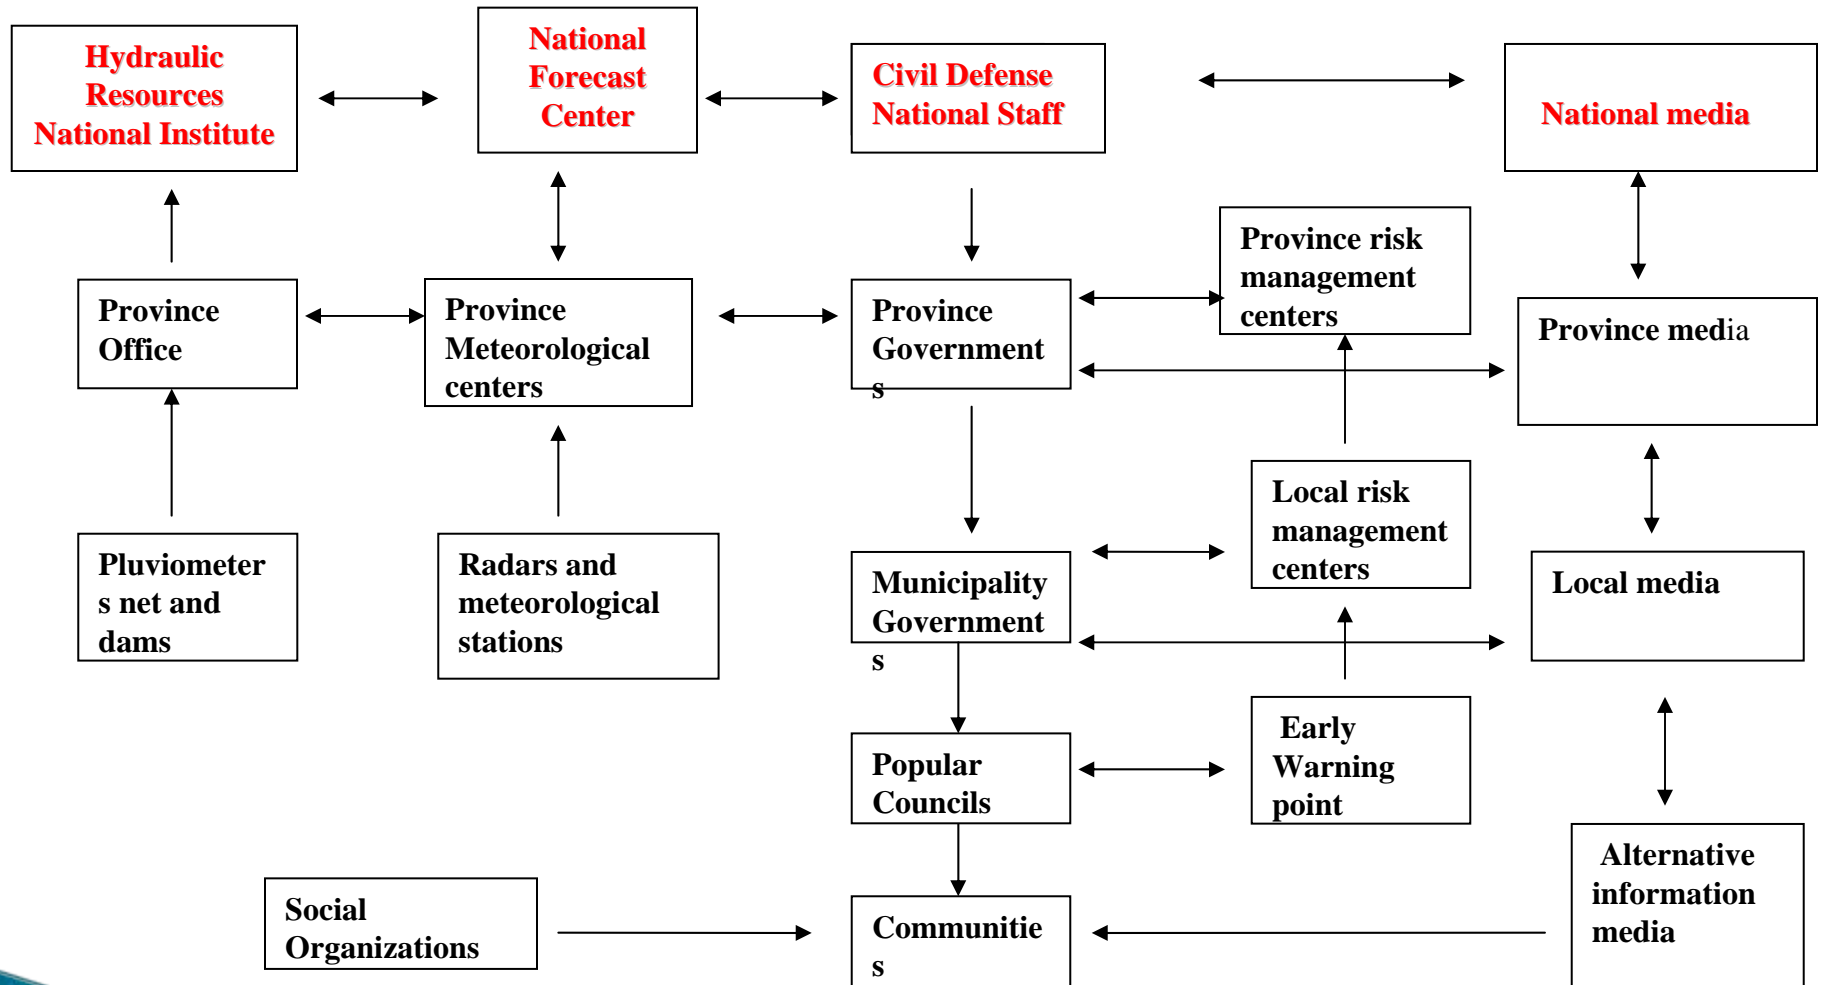 Hydraulic
Resources
National Institute
National
Forecast
Center
Civil Defense
National Staff
National media
Province risk
management
centers
Province
Office
Province
Meteorological
centers
Province
Government
s
Province media
Local risk
management
centers
Pluviometer
s net and
dams
Radars and
meteorological
stations
Municipality
Government
s
Local media
Early
Warning
point
Popular
Councils
Alternative
information
media
Social
Organizations
Communitie
s